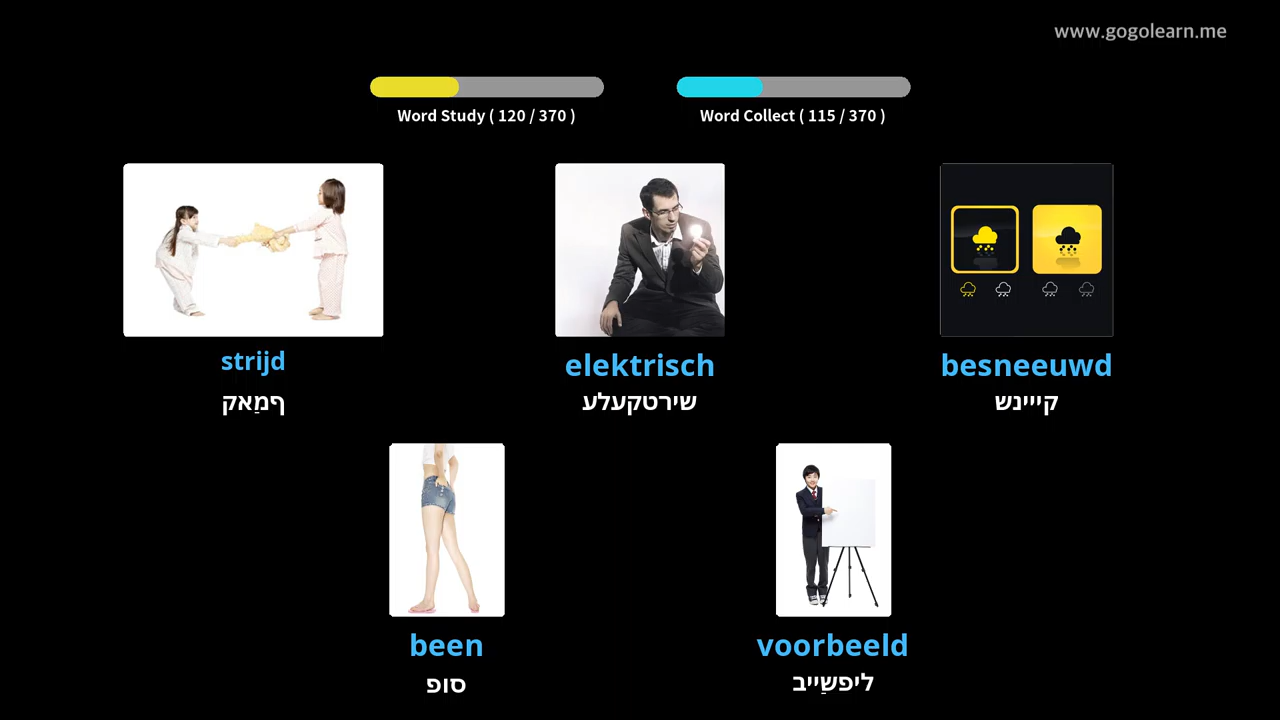 www.gogolearn.me
Word Study ( 120 / 370 )
Word Collect ( 115 / 370 )
strijd
ףמַאק
elektrisch
שירטקעלע
besneeuwd
קייינש
been
סופ
voorbeeld
ליפשַייב